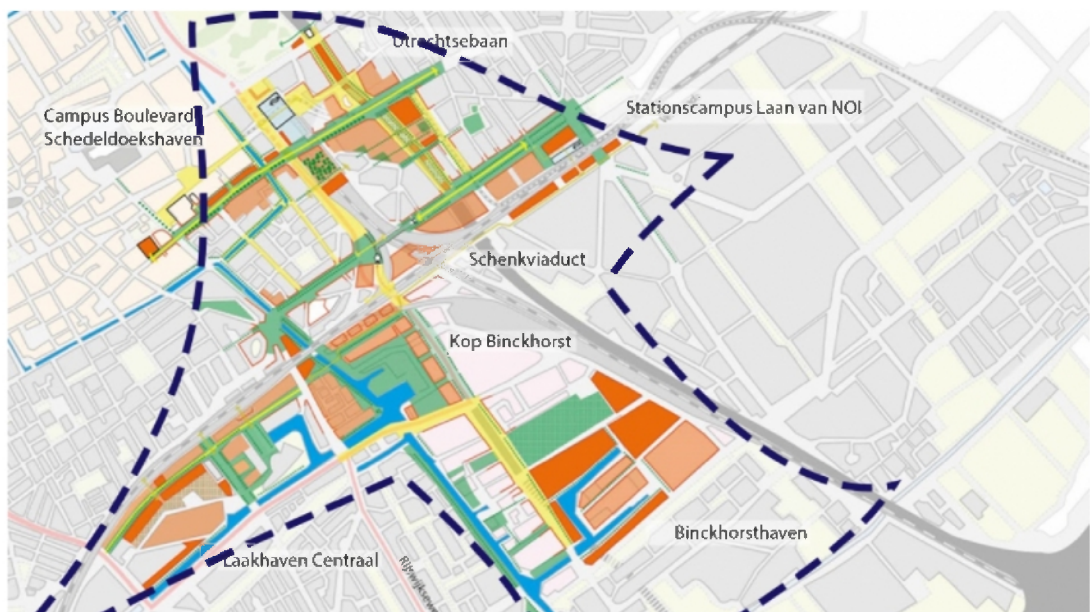 Utrechtsebaan
Campus Boulevard
Schedeldoekshaven
Stationscampus Laan van NOI
Schenkviaduct
Kop Binckhorst
Binckhorsthaven
Laakhaven Centraal